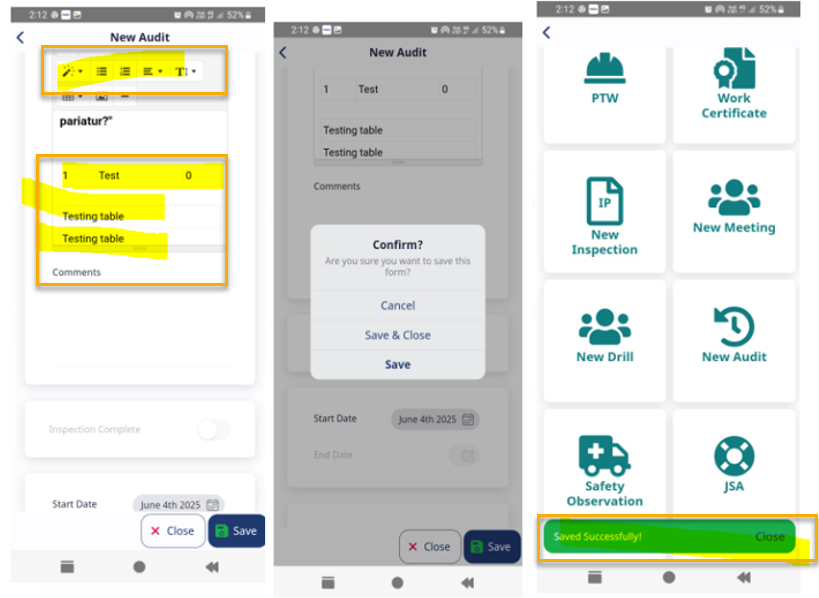 2:12
52%
New Audit
T
pariatur?"
1 Test 0
Testing table
Testing table
Comments
Inspection Complete
Start Date June 4th 2025
Close
Save
2:12
52%
New Audit
1 Test 0
Testing table
Testing table
Comments
Confirm?
Are you sure you want to save this
form?
Cancel
Save & Close
Save
Start Date June 4th 2025
End Date
Close
Save
2:12
52%
PTW
Work
Certificate
IP
New
Inspection
New Meeting
New Drill
New Audit
Safety
Observation
JSA
Saved Successfully! Close